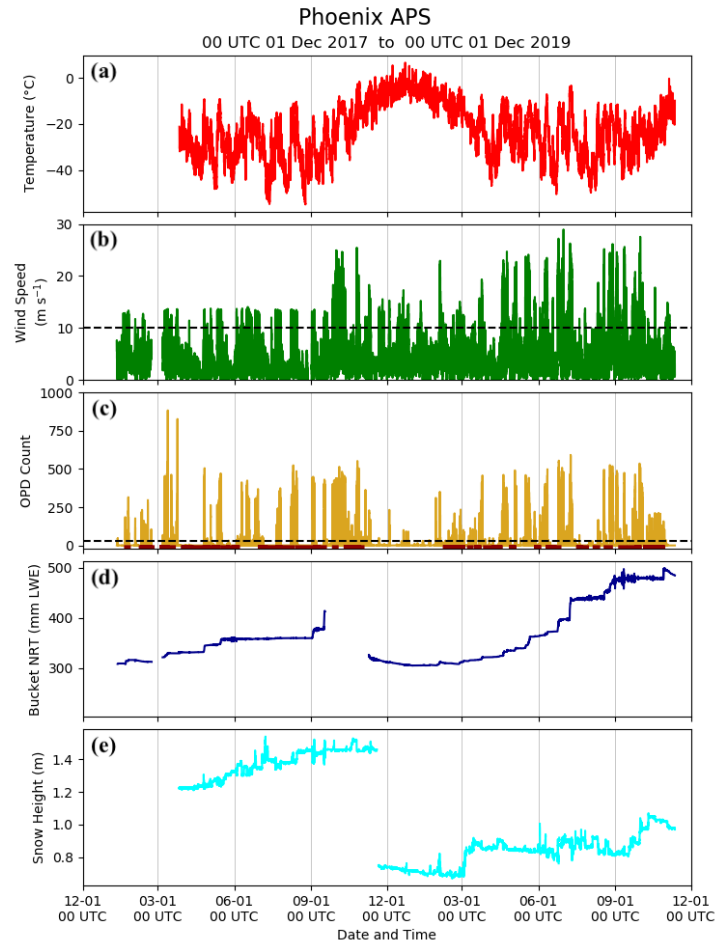 Phoenix APS
00 UTC 01 Dec 2017 to 00 UTC 01 Dec 2019
(a)
Temperature (°C)
0
−20
−40
(b)
Wind Speed
(m s⁻¹)
30
20
10
0
(c)
OPD Count
1000
750
500
250
0
(d)
Bucket NRT (mm LWE)
500
400
300
(e)
Snow Height (m)
1.4
1.2
1.0
0.8
12-01 03-01 06-01 09-01 12-01 03-01 06-01 09-01 12-01
00 UTC 00 UTC 00 UTC 00 UTC 00 UTC 00 UTC 00 UTC 00 UTC 00 UTC
Date and Time